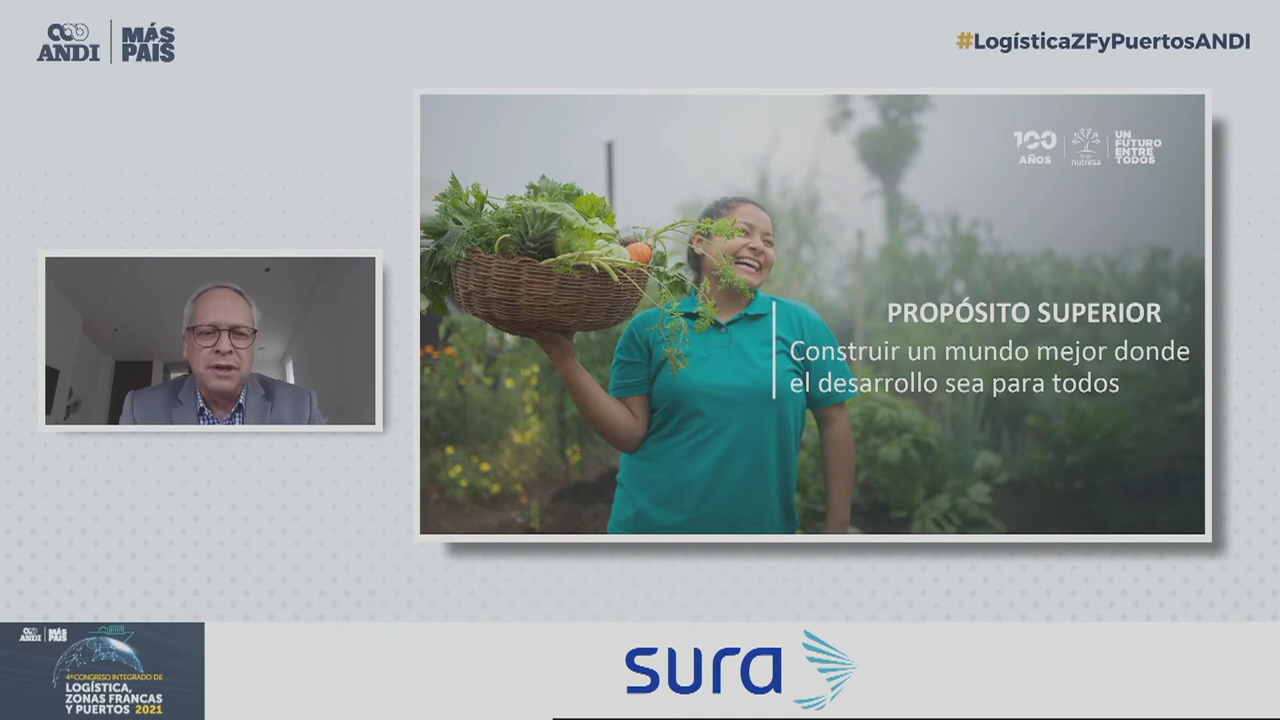 ANDI
MÁS
PAÍS
#LogísticaZFyPuertosANDI
100
AÑOS
nutresa
UN
FUTURO
ENTRE
TODOS
PROPÓSITO SUPERIOR
Construir un mundo mejor donde
el desarrollo sea para todos
ANDI
MÁS
PAÍS
4º CONGRESO INTEGRADO DE
LOGÍSTICA,
ZONAS FRANCAS
Y PUERTOS 2021
sura